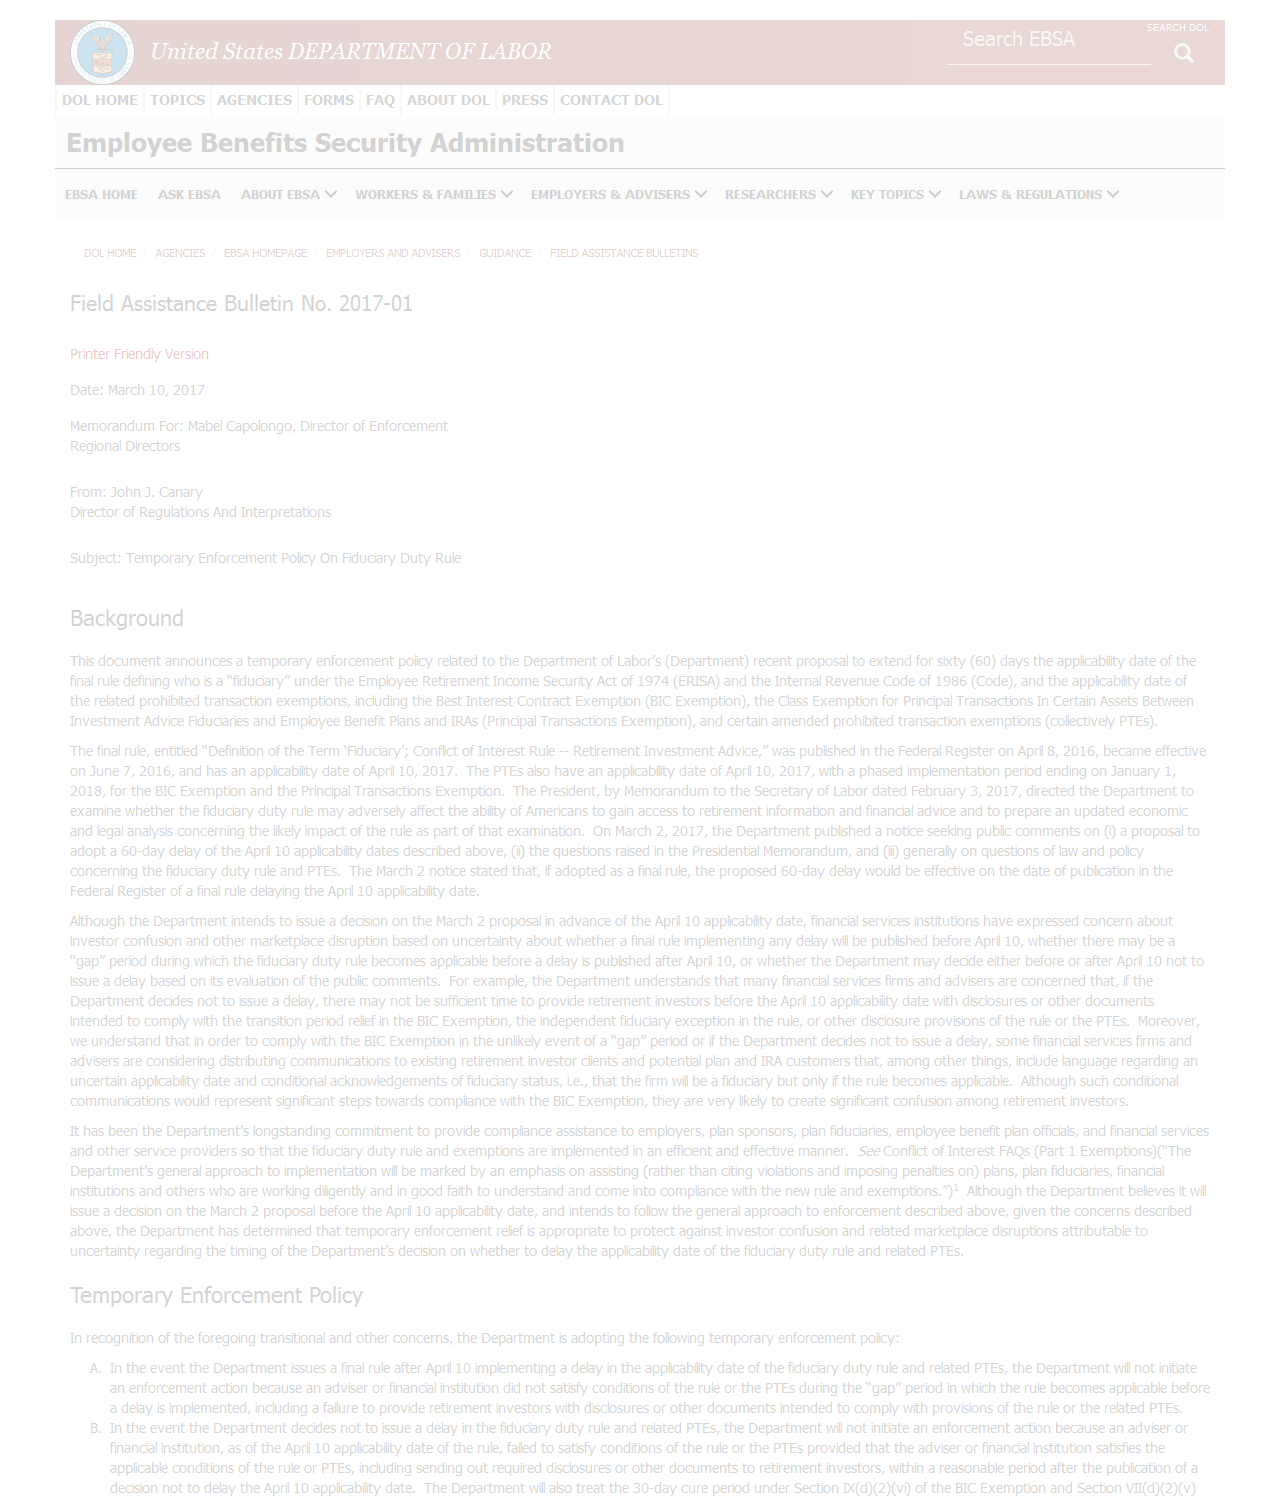 United States DEPARTMENT OF LABOR
Search EBSA
SEARCH DOL
DOL HOME TOPICS AGENCIES FORMS FAQ ABOUT DOL PRESS CONTACT DOL
Employee Benefits Security Administration
EBSA HOME ASK EBSA ABOUT EBSA WORKERS & FAMILIES EMPLOYERS & ADVISERS RESEARCHERS KEY TOPICS LAWS & REGULATIONS
DOL HOME / AGENCIES / EBSA HOMEPAGE / EMPLOYERS AND ADVISERS / GUIDANCE / FIELD ASSISTANCE BULLETINS
Field Assistance Bulletin No. 2017-01
Printer Friendly Version
Date: March 10, 2017
Memorandum For: Mabel Capolongo, Director of Enforcement
Regional Directors
From: John J. Canary
Director of Regulations And Interpretations
Subject: Temporary Enforcement Policy On Fiduciary Duty Rule
Background
This document announces a temporary enforcement policy related to the Department of Labor’s (Department) recent proposal to extend for sixty (60) days the applicability date of the
final rule defining who is a “fiduciary” under the Employee Retirement Income Security Act of 1974 (ERISA) and the Internal Revenue Code of 1986 (Code), and the applicability date of
the related prohibited transaction exemptions, including the Best Interest Contract Exemption (BIC Exemption), the Class Exemption for Principal Transactions In Certain Assets Between
Investment Advice Fiduciaries and Employee Benefit Plans and IRAs (Principal Transactions Exemption), and certain amended prohibited transaction exemptions (collectively PTEs).
The final rule, entitled “Definition of the Term ‘Fiduciary’; Conflict of Interest Rule -- Retirement Investment Advice,” was published in the Federal Register on April 8, 2016, became effective
on June 7, 2016, and has an applicability date of April 10, 2017.  The PTEs also have an applicability date of April 10, 2017, with a phased implementation period ending on January 1,
2018, for the BIC Exemption and the Principal Transactions Exemption.  The President, by Memorandum to the Secretary of Labor dated February 3, 2017, directed the Department to
examine whether the fiduciary duty rule may adversely affect the ability of Americans to gain access to retirement information and financial advice and to prepare an updated economic
and legal analysis concerning the likely impact of the rule as part of that examination.  On March 2, 2017, the Department published a notice seeking public comments on (i) a proposal to
adopt a 60-day delay of the April 10 applicability dates described above, (ii) the questions raised in the Presidential Memorandum, and (iii) generally on questions of law and policy
concerning the fiduciary duty rule and PTEs.  The March 2 notice stated that, if adopted as a final rule, the proposed 60-day delay would be effective on the date of publication in the
Federal Register of a final rule delaying the April 10 applicability date.
Although the Department intends to issue a decision on the March 2 proposal in advance of the April 10 applicability date, financial services institutions have expressed concern about
investor confusion and other marketplace disruption based on uncertainty about whether a final rule implementing any delay will be published before April 10, whether there may be a
“gap” period during which the fiduciary duty rule becomes applicable before a delay is published after April 10, or whether the Department may decide either before or after April 10 not to
issue a delay based on its evaluation of the public comments.  For example, the Department understands that many financial services firms and advisers are concerned that, if the
Department decides not to issue a delay, there may not be sufficient time to provide retirement investors before the April 10 applicability date with disclosures or other documents
intended to comply with the transition period relief in the BIC Exemption, the independent fiduciary exception in the rule, or other disclosure provisions of the rule or the PTEs.  Moreover,
we understand that in order to comply with the BIC Exemption in the unlikely event of a “gap” period or if the Department decides not to issue a delay, some financial services firms and
advisers are considering distributing communications to existing retirement investor clients and potential plan and IRA customers that, among other things, include language regarding an
uncertain applicability date and conditional acknowledgements of fiduciary status, i.e., that the firm will be a fiduciary but only if the rule becomes applicable.  Although such conditional
communications would represent significant steps towards compliance with the BIC Exemption, they are very likely to create significant confusion among retirement investors.
It has been the Department’s longstanding commitment to provide compliance assistance to employers, plan sponsors, plan fiduciaries, employee benefit plan officials, and financial services
and other service providers so that the fiduciary duty rule and exemptions are implemented in an efficient and effective manner.  See Conflict of Interest FAQs (Part 1 Exemptions)(“The
Department’s general approach to implementation will be marked by an emphasis on assisting (rather than citing violations and imposing penalties on) plans, plan fiduciaries, financial
institutions and others who are working diligently and in good faith to understand and come into compliance with the new rule and exemptions.”)1  Although the Department believes it will
issue a decision on the March 2 proposal before the April 10 applicability date, and intends to follow the general approach to enforcement described above, given the concerns described
above, the Department has determined that temporary enforcement relief is appropriate to protect against investor confusion and related marketplace disruptions attributable to
uncertainty regarding the timing of the Department’s decision on whether to delay the applicability date of the fiduciary duty rule and related PTEs.
Temporary Enforcement Policy
In recognition of the foregoing transitional and other concerns, the Department is adopting the following temporary enforcement policy:
A. In the event the Department issues a final rule after April 10 implementing a delay in the applicability date of the fiduciary duty rule and related PTEs, the Department will not initiate
an enforcement action because an adviser or financial institution did not satisfy conditions of the rule or the PTEs during the “gap” period in which the rule becomes applicable before
a delay is implemented, including a failure to provide retirement investors with disclosures or other documents intended to comply with provisions of the rule or the related PTEs.
B. In the event the Department decides not to issue a delay in the fiduciary duty rule and related PTEs, the Department will not initiate an enforcement action because an adviser or
financial institution, as of the April 10 applicability date of the rule, failed to satisfy conditions of the rule or the PTEs provided that the adviser or financial institution satisfies the
applicable conditions of the rule or PTEs, including sending out required disclosures or other documents to retirement investors, within a reasonable period after the publication of a
decision not to delay the April 10 applicability date.  The Department will also treat the 30-day cure period under Section IX(d)(2)(vi) of the BIC Exemption and Section VII(d)(2)(v)